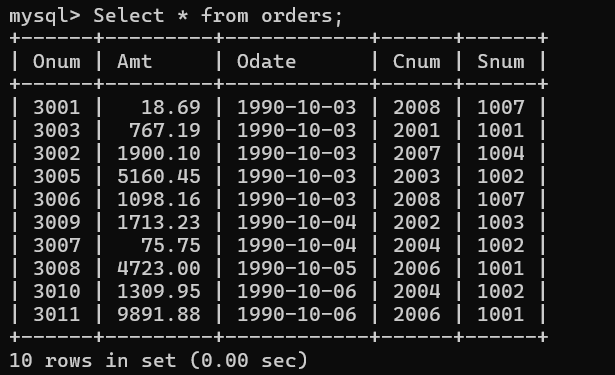 mysql> Select * from orders;
+------+---------+------------+------+------+
| Onum | Amt     | Odate      | Cnum | Snum |
+------+---------+------------+------+------+
| 3001 |   18.69 | 1990-10-03 | 2008 | 1007 |
| 3003 |  767.19 | 1990-10-03 | 2001 | 1001 |
| 3002 | 1900.10 | 1990-10-03 | 2007 | 1004 |
| 3005 | 5160.45 | 1990-10-03 | 2003 | 1002 |
| 3006 | 1098.16 | 1990-10-03 | 2008 | 1007 |
| 3009 | 1713.23 | 1990-10-04 | 2002 | 1003 |
| 3007 |   75.75 | 1990-10-04 | 2004 | 1002 |
| 3008 | 4723.00 | 1990-10-05 | 2006 | 1001 |
| 3010 | 1309.95 | 1990-10-06 | 2004 | 1002 |
| 3011 | 9891.88 | 1990-10-06 | 2006 | 1001 |
+------+---------+------------+------+------+
10 rows in set (0.00 sec)